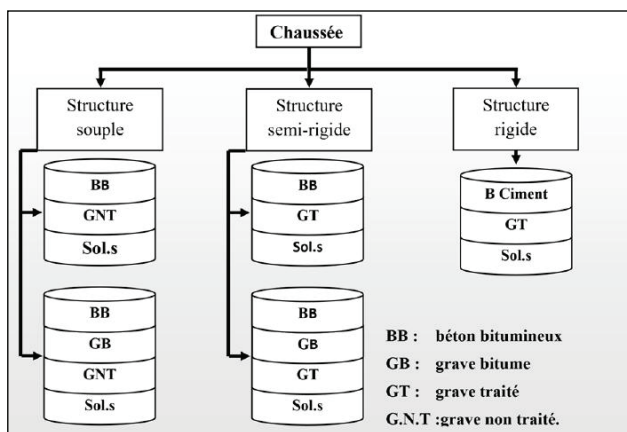 Chaussée
Structure
souple
Structure
semi-rigide
Structure
rigide
BB
GNT
Sol.s
BB
GB
GNT
Sol.s
BB
GT
Sol.s
BB
GB
GT
Sol.s
B Ciment
GT
Sol.s
BB : béton bitumineux
GB : grave bitume
GT : grave traité
G.N.T :grave non traité.